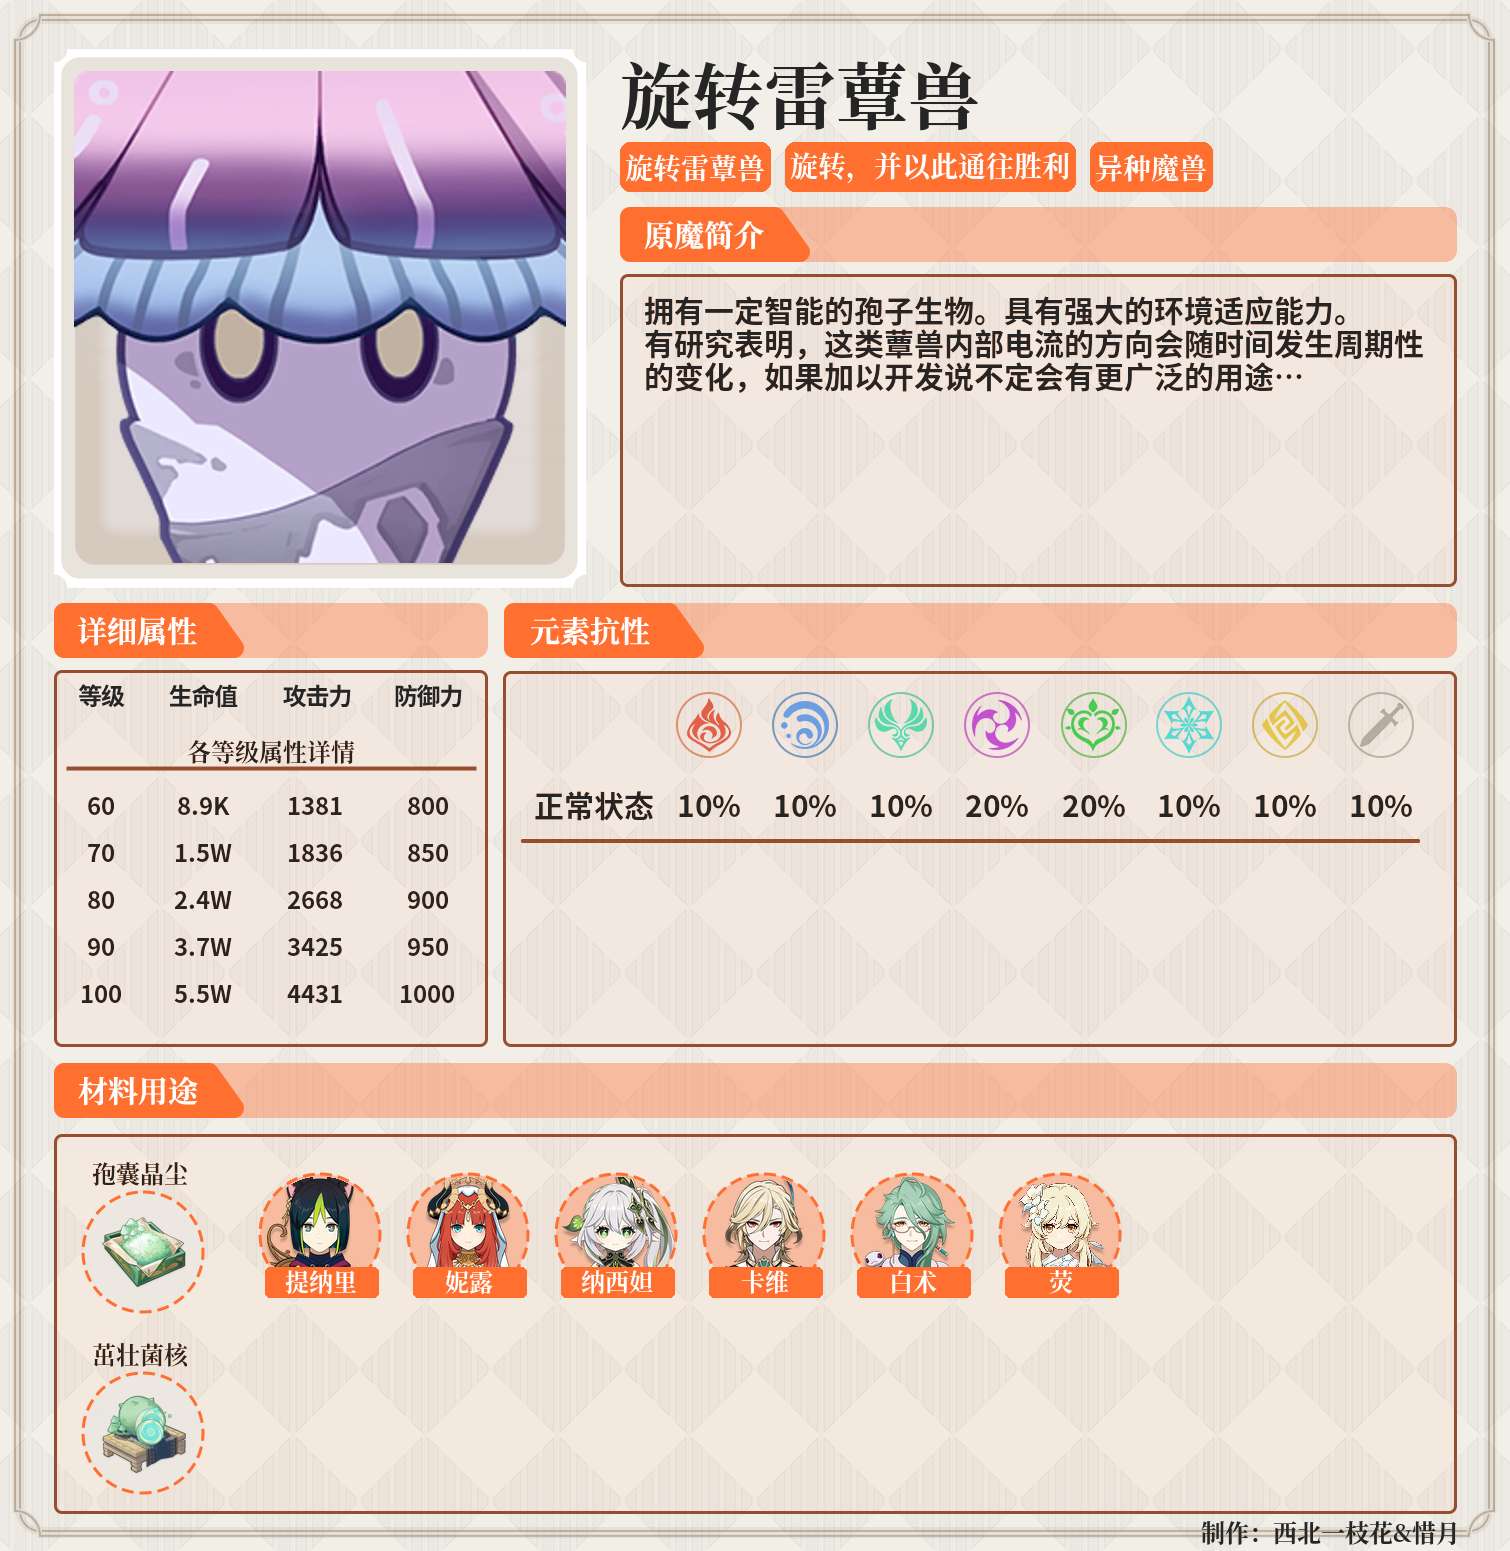 旋转雷蕈兽
旋转雷蕈兽 旋转，并以此通往胜利 异种魔兽
原魔简介
拥有一定智能的孢子生物。具有强大的环境适应能力。
有研究表明，这类蕈兽内部电流的方向会随时间发生周期性
的变化，如果加以开发说不定会有更广泛的用途…
详细属性
等级 生命值 攻击力 防御力
各等级属性详情
60 8.9K 1381 800
70 1.5W 1836 850
80 2.4W 2668 900
90 3.7W 3425 950
100 5.5W 4431 1000
元素抗性
正常状态 10% 10% 10% 20% 20% 10% 10% 10%
材料用途
孢囊晶尘
提纳里 妮露 纳西妲 卡维 白术 荧
茁壮菌核
制作：西北一枝花&惜月